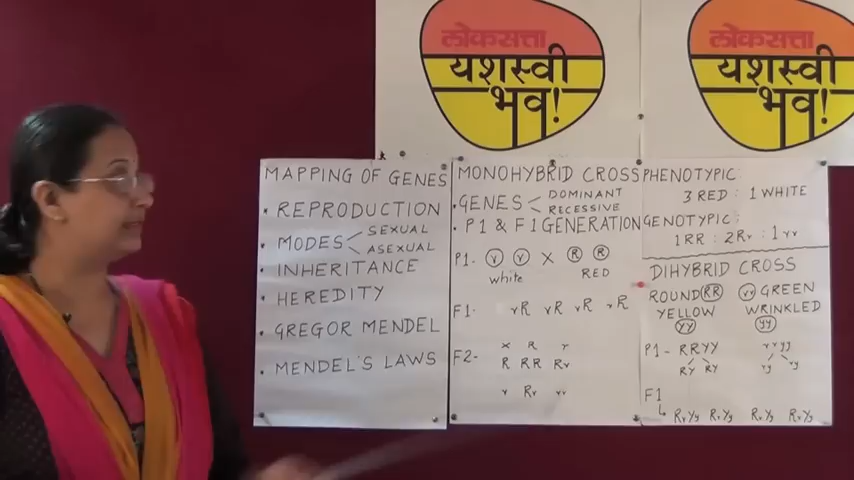 लोकसत्ता
यशस्वी
भव!
लोकसत्ता
यशस्वी
भव!
MAPPING OF GENES
• REPRODUCTION
• MODES < SEXUAL
ASEXUAL
• INHERITANCE
• HEREDITY
• GREGOR MENDEL
• MENDEL'S LAWS
MONOHYBRID CROSS
• GENES < DOMINANT
RECESSIVE
• P1 & F1 GENERATION
P1- r r X R R
white RED
F1- rR rR rR rR
F2- x R r
R RR Rr
r Rr rr
PHENOTYPIC:
3 RED : 1 WHITE
GENOTYPIC:
1RR : 2Rr : 1rr
DIHYBRID CROSS
ROUND RR rr GREEN
YELLOW WRINKLED
YY yy
P1- RRYY rryy
RY RY ry ry
F1
RrYy RrYy RrYy RrYy